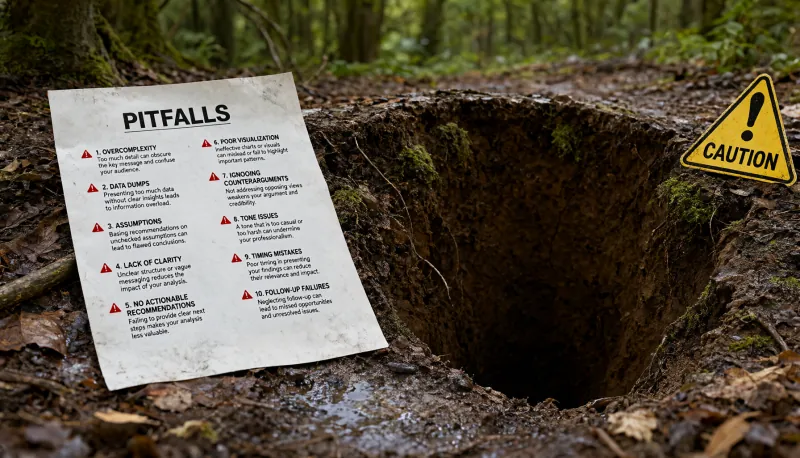 PITFALLS
1. OVERCOMPLEXITY
Too much detail can obscure
the key message and confuse
your audience.
2. DATA DUMPS
Presenting too much data
without clear insights leads
to information overload.
3. ASSUMPTIONS
Basing recommendations on
unchecked assumptions can
lead to flawed conclusions.
4. LACK OF CLARITY
Unclear structure or vague
messaging reduces the
impact of your analysis.
5. NO ACTIONABLE
RECOMMENDATIONS
Failing to provide clear next
steps makes your analysis
less valuable.
6. POOR VISUALIZATION
Ineffective charts or visuals
can mislead or fail to highlight
important patterns.
7. IGNOOING
COUNTERARGUMENTS
Not addressing opposing views
weakens your argument and
credibility.
8. TONE ISSUES
A tone that is too casual or
too harsh can undermine
your professionalism.
9. TIMING MISTAKES
Poor timing in presenting
your findings can reduce
their relevance and impact.
10. FOLLOW-UP FAILURES
Neglecting follow-up can
lead to missed opportunities
and unresolved issues.
CAUTION